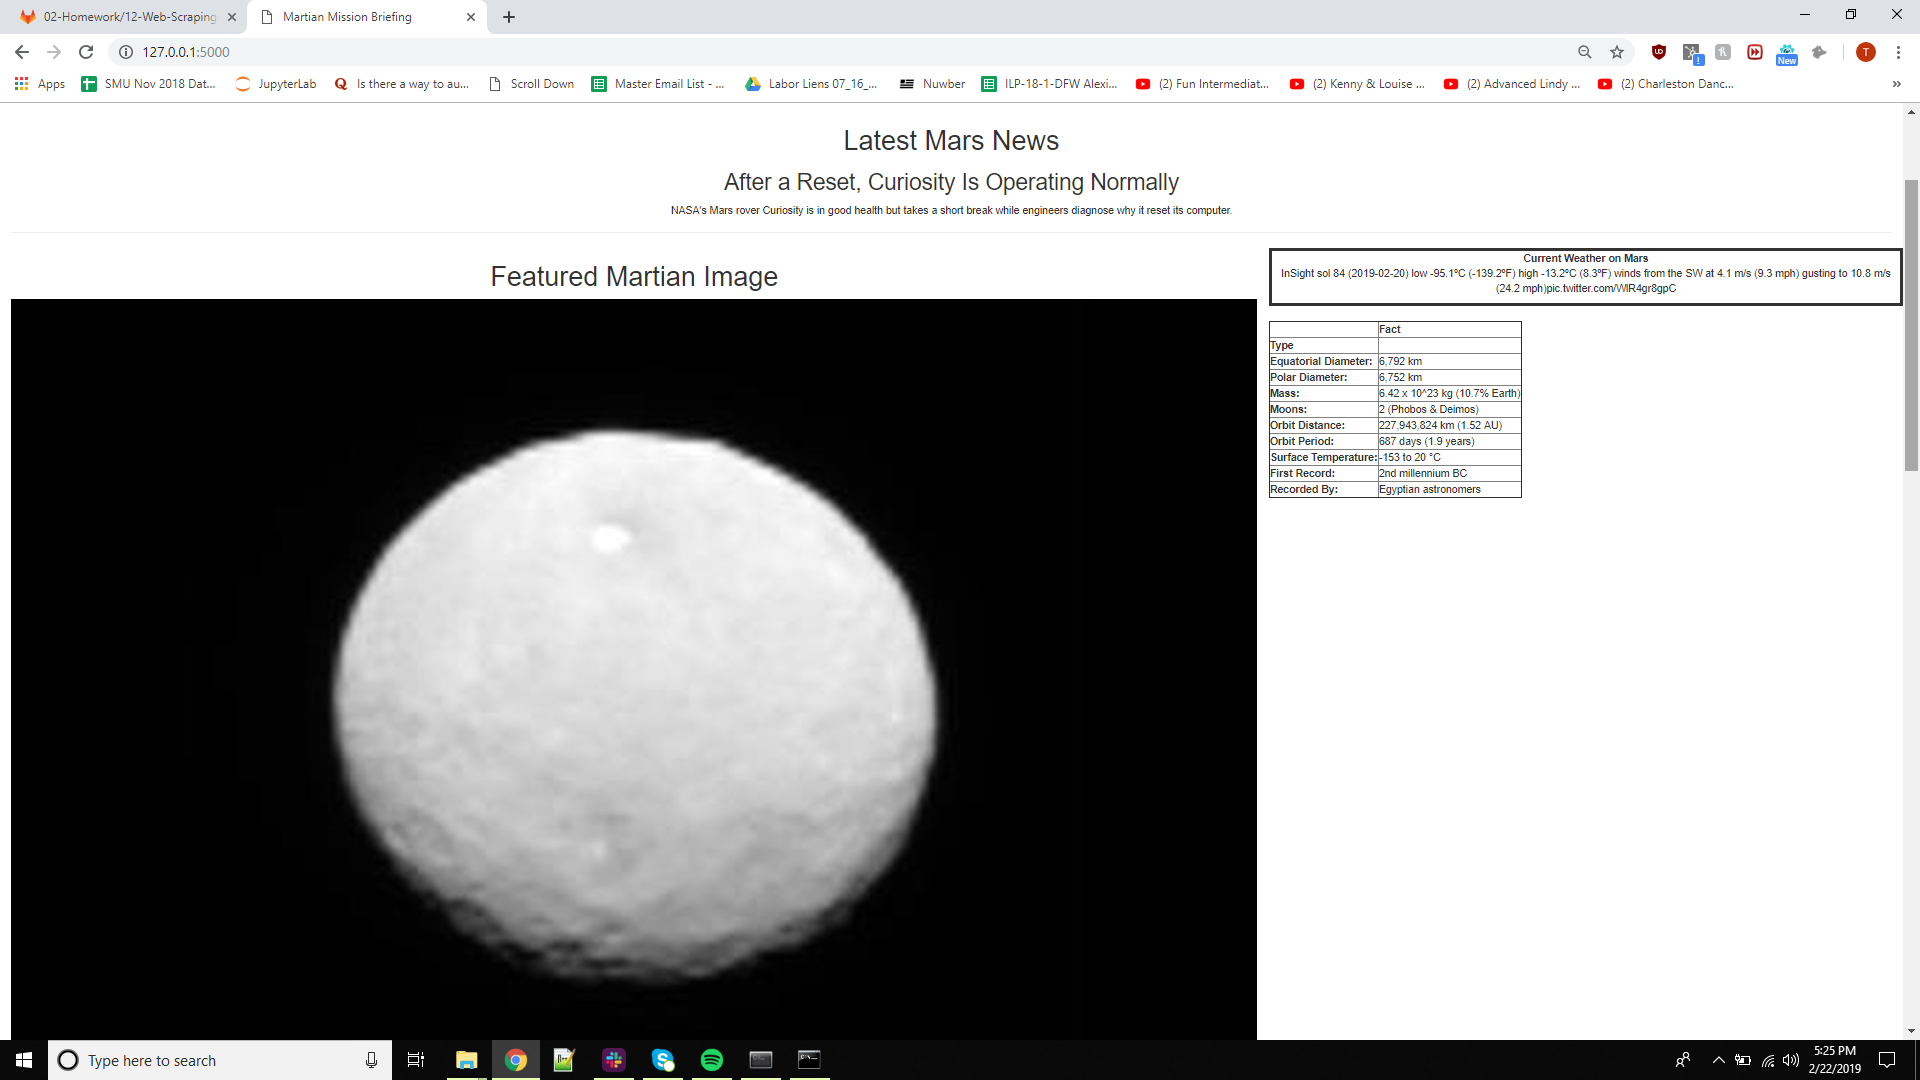 02-Homework/12-Web-Scraping
Martian Mission Briefing
127.0.0.1:5000
Apps
SMU Nov 2018 Dat...
JupyterLab
Is there a way to au...
Scroll Down
Master Email List - ...
Labor Liens 07_16_...
Nuwber
ILP-18-1-DFW Alexi...
(2) Fun Intermediat...
(2) Kenny & Louise ...
(2) Advanced Lindy ...
(2) Charleston Danc...
»
New
T
Latest Mars News
After a Reset, Curiosity Is Operating Normally
NASA's Mars rover Curiosity is in good health but takes a short break while engineers diagnose why it reset its computer.
Featured Martian Image
Current Weather on Mars
InSight sol 84 (2019-02-20) low -95.1ºC (-139.2ºF) high -13.2ºC (8.3ºF) winds from the SW at 4.1 m/s (9.3 mph) gusting to 10.8 m/s
(24.2 mph)pic.twitter.com/WlR4gr8gpC
Fact
Type
Equatorial Diameter: 6,792 km
Polar Diameter: 6,752 km
Mass: 6.42 x 10^23 kg (10.7% Earth)
Moons: 2 (Phobos & Deimos)
Orbit Distance: 227,943,824 km (1.52 AU)
Orbit Period: 687 days (1.9 years)
Surface Temperature: -153 to 20 °C
First Record: 2nd millennium BC
Recorded By: Egyptian astronomers
Type here to search
5:25 PM
2/22/2019